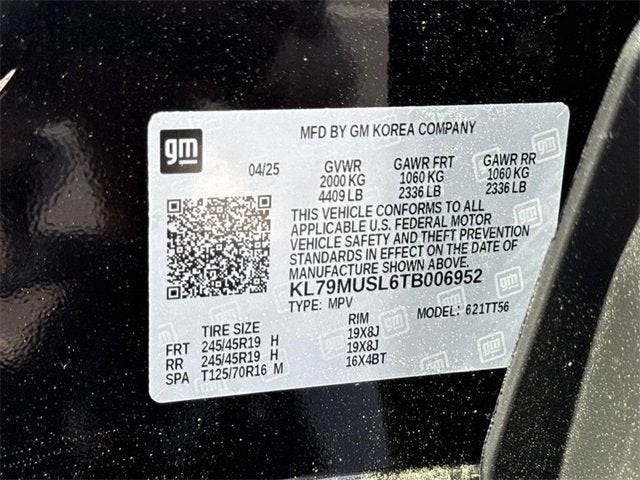 gm
MFD BY GM KOREA COMPANY
04/25 GVWR GAWR FRT GAWR RR
2000 KG 1060 KG 1060 KG
4409 LB 2336 LB 2336 LB
THIS VEHICLE CONFORMS TO ALL
APPLICABLE U.S. FEDERAL MOTOR
VEHICLE SAFETY AND THEFT PREVENTION
STANDARDS IN EFFECT ON THE DATE OF
MANUFACTURE SHOWN ABOVE.
KL79MUSL6TB006952
TYPE: MPV MODEL: 621TT56
TIRE SIZE RIM
FRT 245/45R19 H 19X8J
RR 245/45R19 H 19X8J
SPA T125/70R16 M 16X4BT